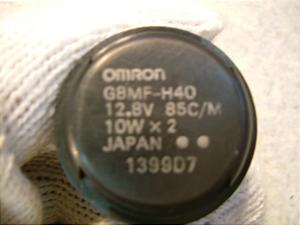 OMRON
G8MF-H40
12.8V 85C/M
10W × 2
JAPAN
1399D7